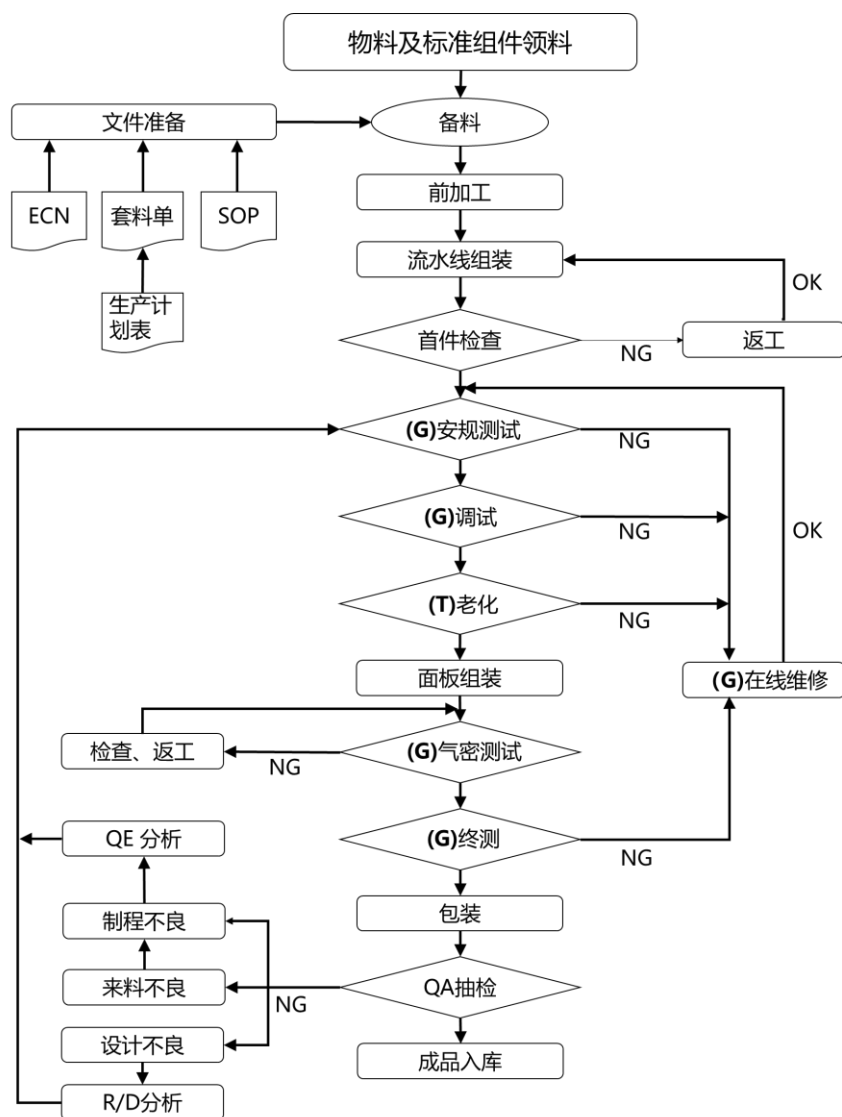 物料及标准组件领料
文件准备
备料
ECN
套料单
SOP
前加工
流水线组装
OK
生产计
划表
首件检查
NG
返工
(G)安规测试
NG
(G)调试
NG
OK
(T)老化
NG
面板组装
(G)在线维修
检查、返工
NG
(G)气密测试
QE 分析
(G)终测
NG
制程不良
包装
来料不良
NG
QA抽检
设计不良
成品入库
R/D分析